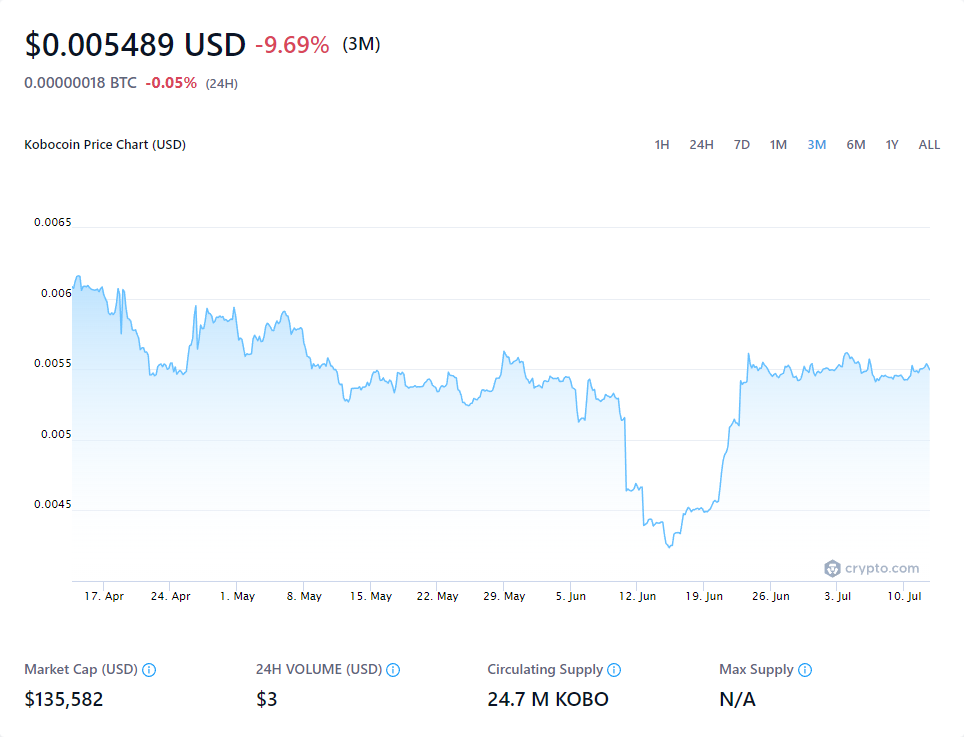 $0.005489 USD -9.69% (3M)
0.00000018 BTC -0.05% (24H)
Kobocoin Price Chart (USD) 1H 24H 7D 1M 3M 6M 1Y ALL
0.0065
0.006
0.0055
0.005
0.0045
crypto.com
17. Apr 24. Apr 1. May 8. May 15. May 22. May 29. May 5. Jun 12. Jun 19. Jun 26. Jun 3. Jul 10. Jul
Market Cap (USD) 24H VOLUME (USD) Circulating Supply Max Supply
$135,582 $3 24.7 M KOBO N/A